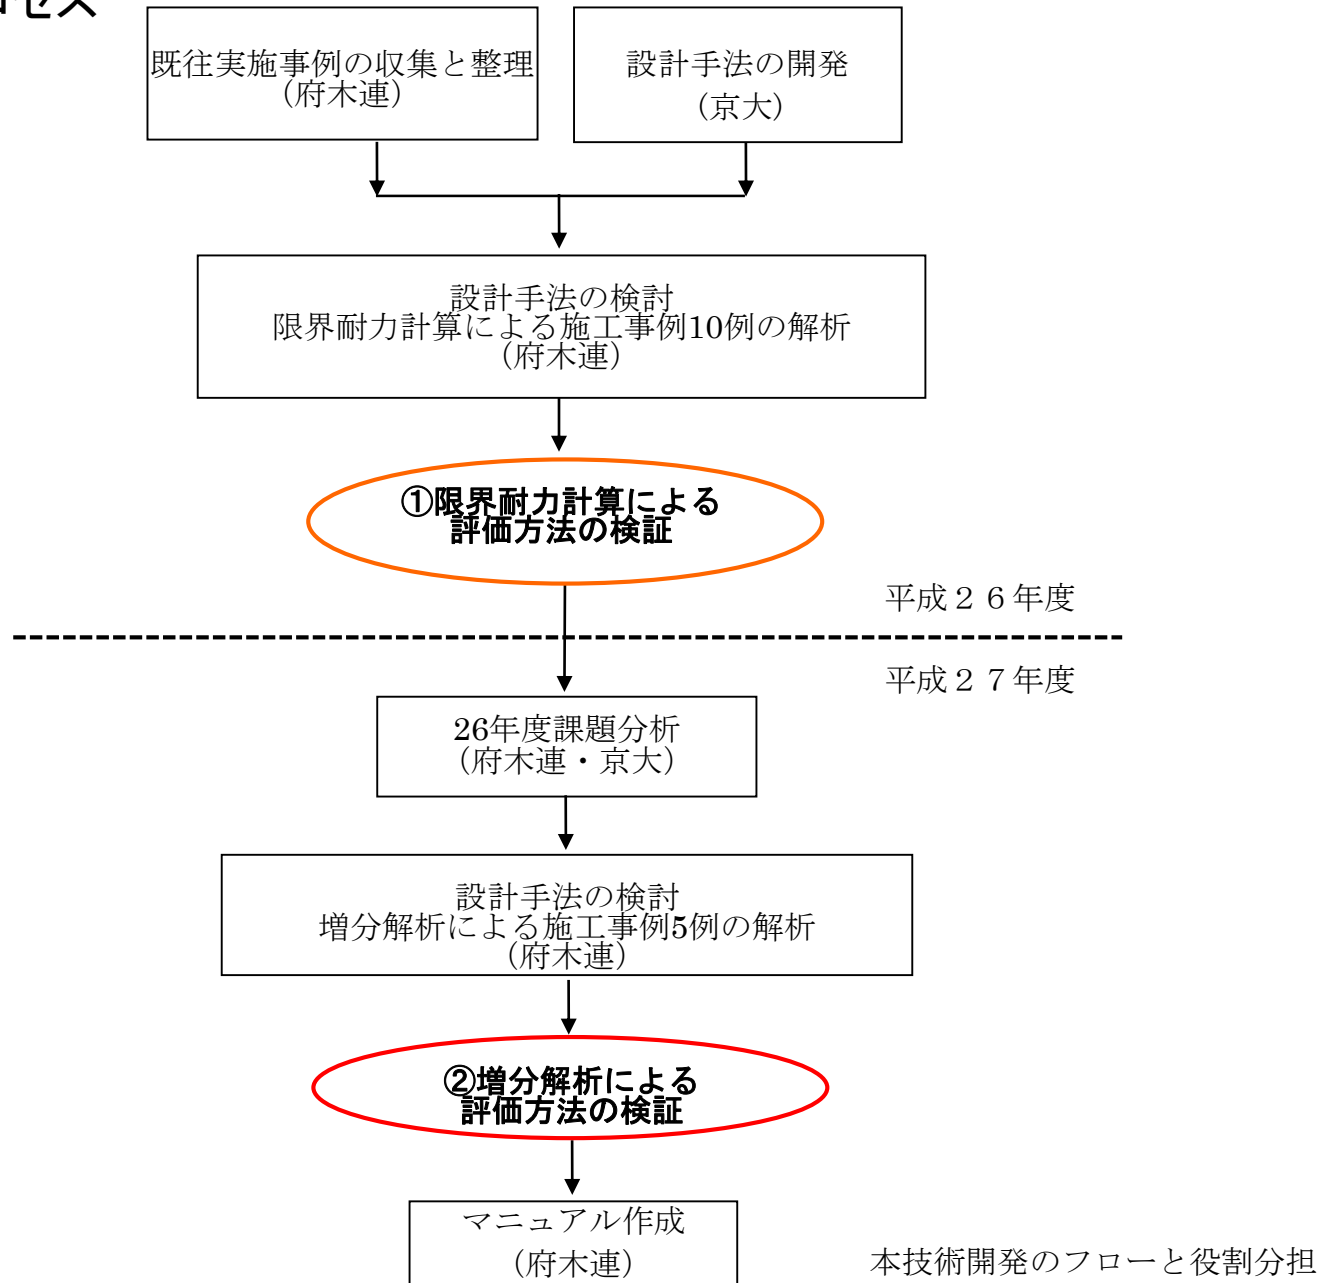 ロセス
既往実施事例の収集と整理
（府木連）
設計手法の開発
（京大）
設計手法の検討
限界耐力計算による施工事例10例の解析
（府木連）
①限界耐力計算による
評価方法の検証
平成２６年度
平成２７年度
26年度課題分析
（府木連・京大）
設計手法の検討
増分解析による施工事例5例の解析
（府木連）
②増分解析による
評価方法の検証
マニュアル作成
（府木連）
本技術開発のフローと役割分担